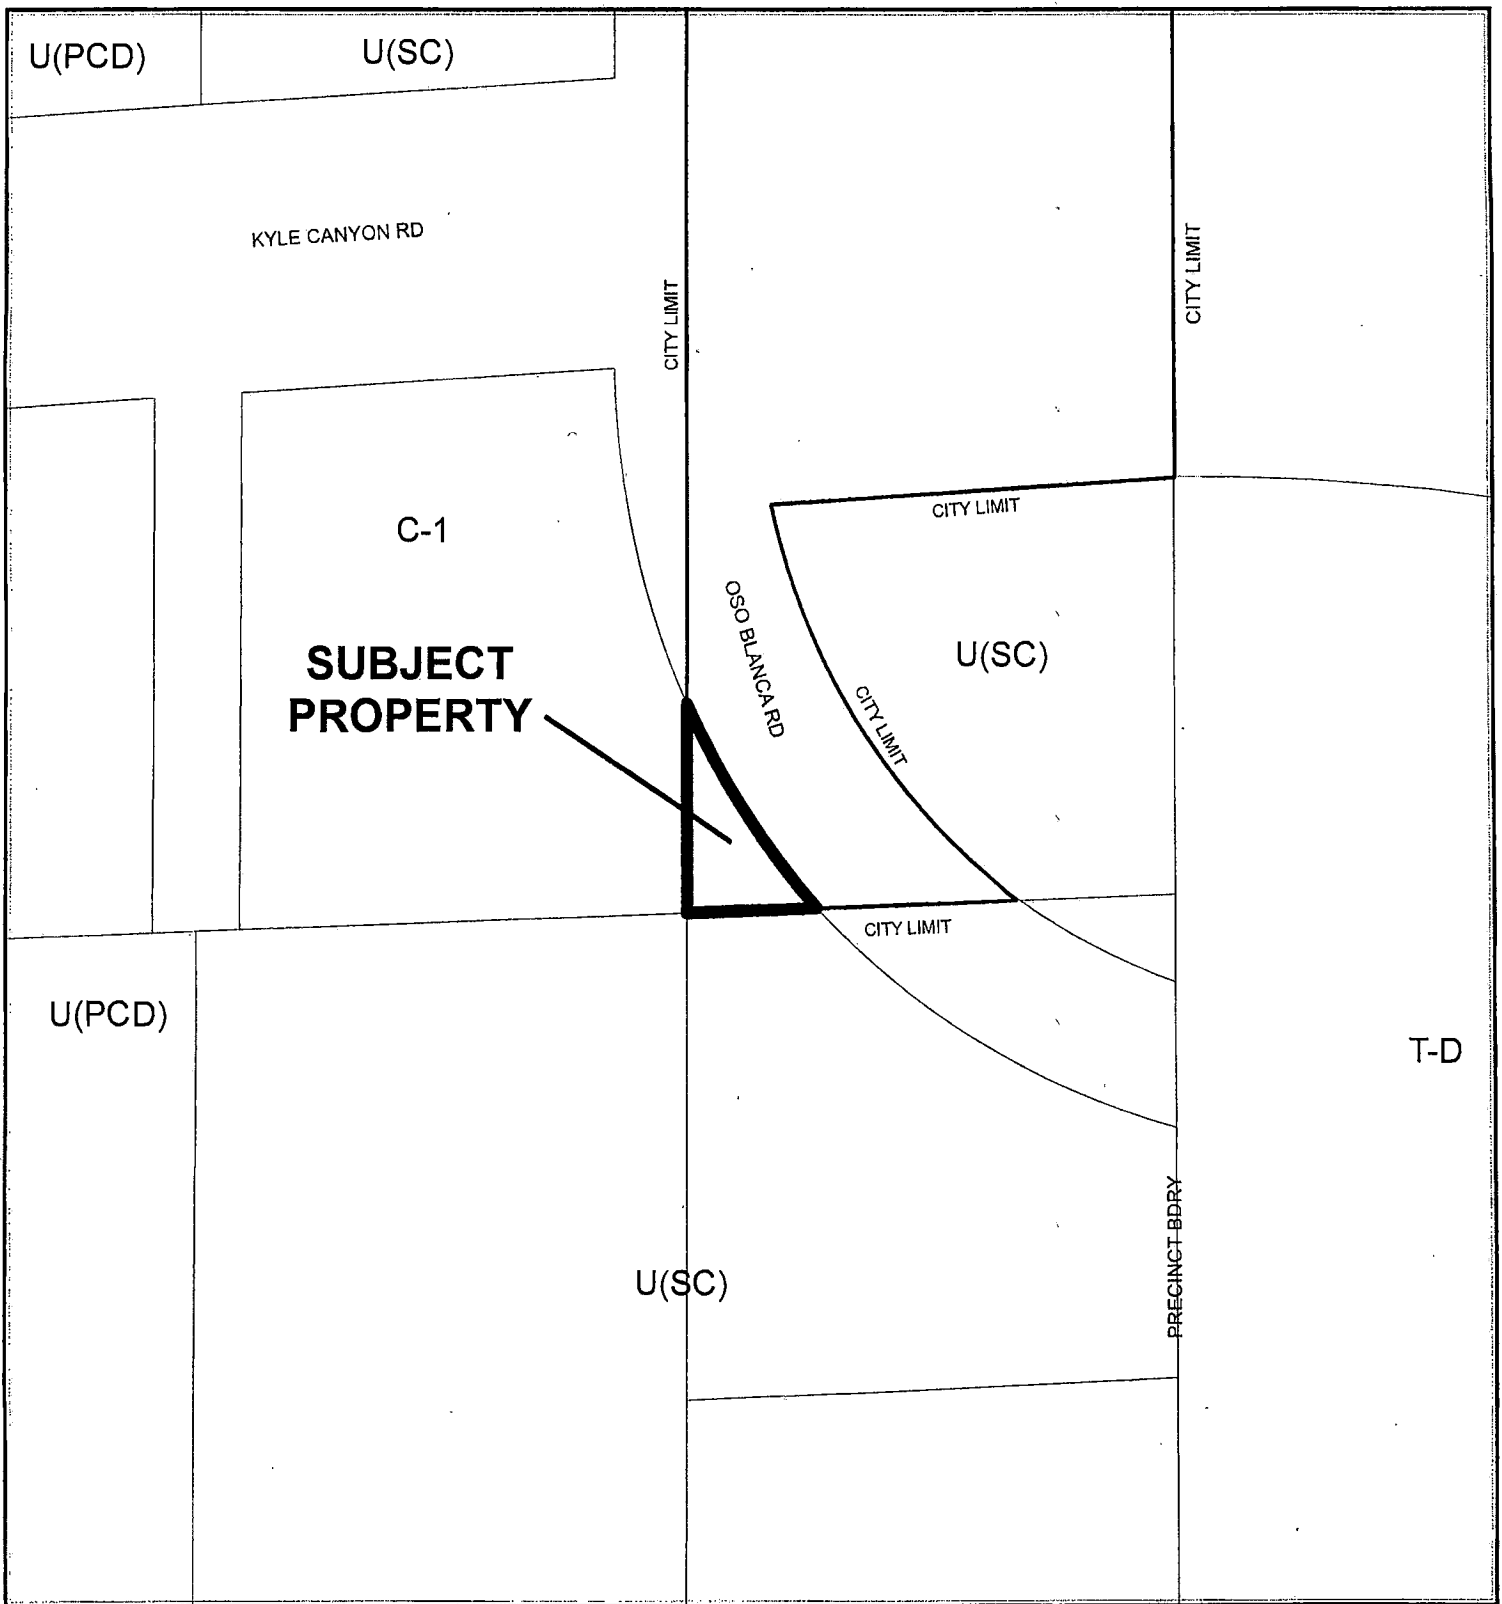 U(PCD)
U(SC)
KYLE CANYON RD
CITY LIMIT
CITY LIMIT
CITY LIMIT
C-1
OSO BLANCA RD
U(SC)
SUBJECT
PROPERTY
CITY LIMIT
CITY LIMIT
U(PCD)
T-D
PRECINCT BDRY
U(SC)